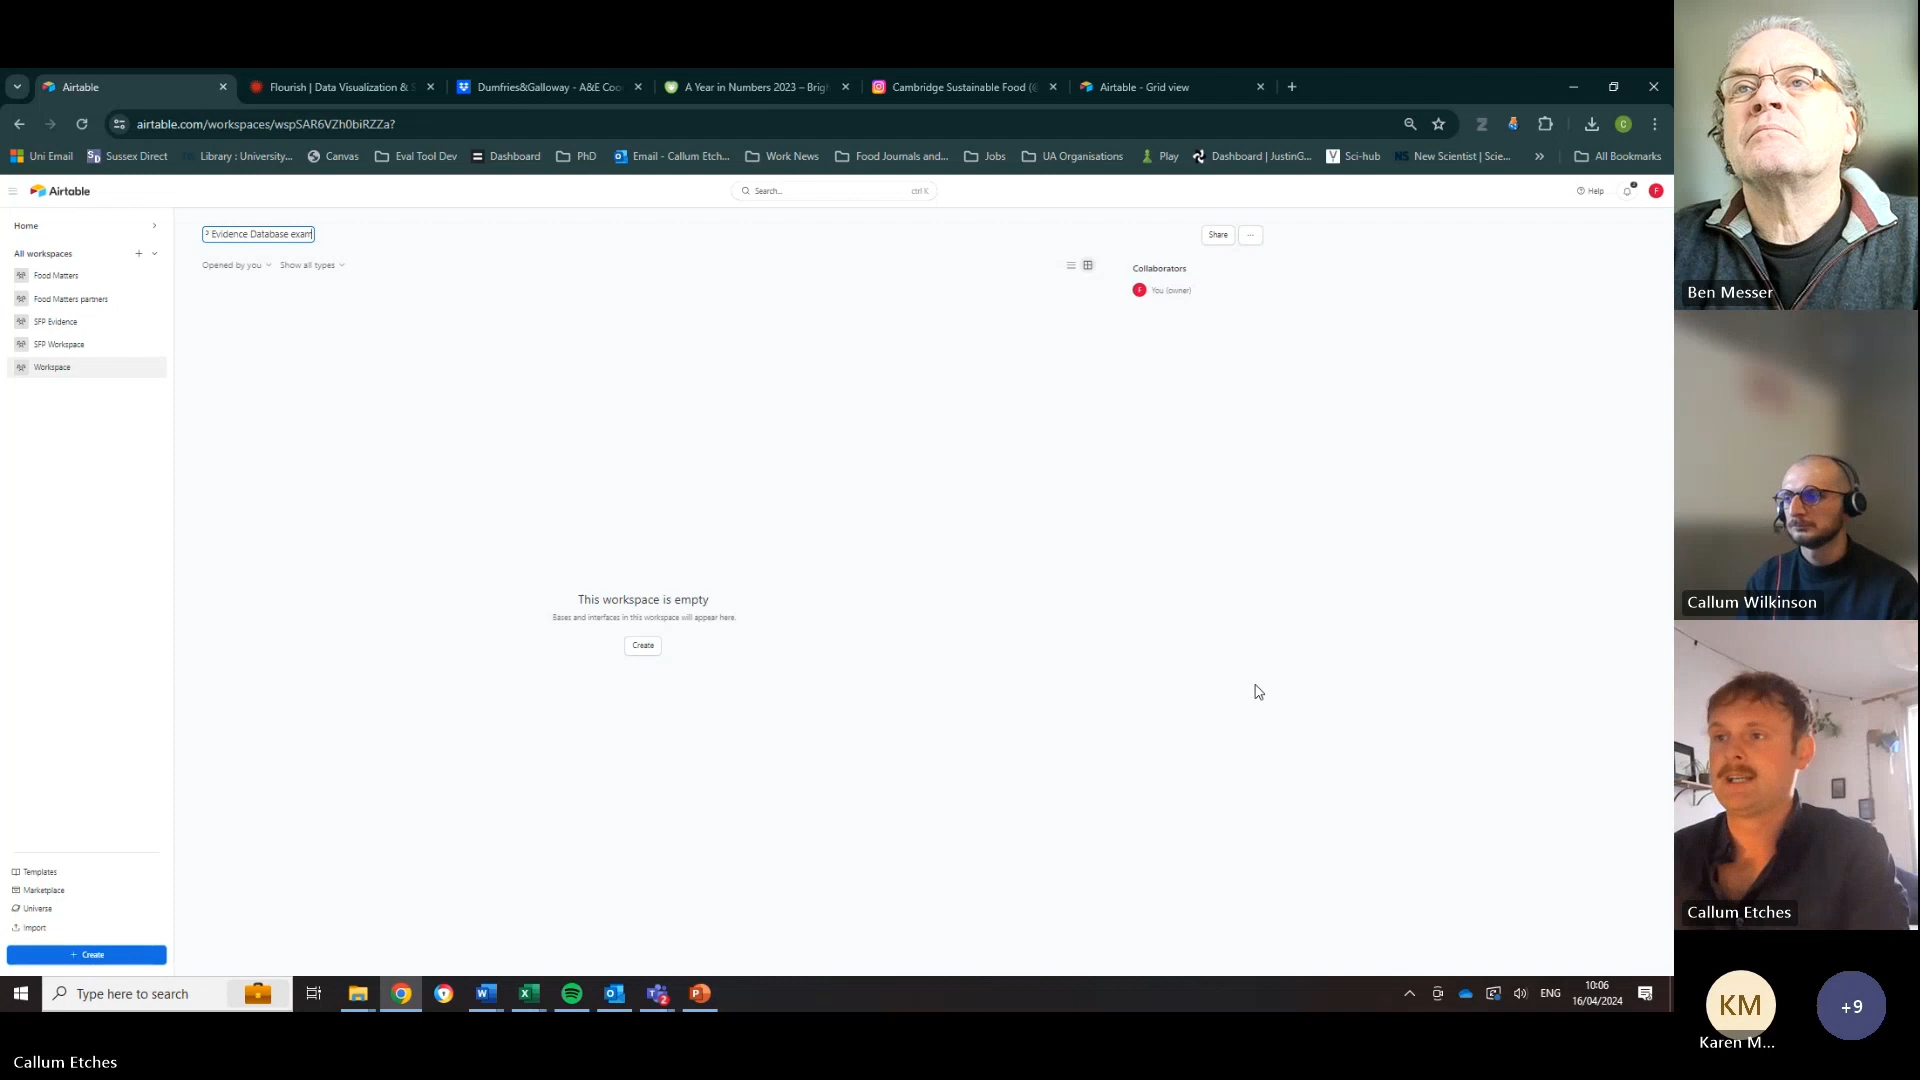 Airtable
Flourish | Data Visualization & S
Dumfries&Galloway - A&E Coo
A Year in Numbers 2023 – Brig
Cambridge Sustainable Food (@
Airtable - Grid view
airtable.com/workspaces/wspSAR6VZh0biRZZa?
Uni Email
Sussex Direct
Library : University...
Canvas
Eval Tool Dev
Dashboard
PhD
Email - Callum Etch...
Work News
Food Journals and...
Jobs
UA Organisations
Play
Dashboard | JustinG...
Sci-hub
New Scientist | Scie...
All Bookmarks
Airtable
Search...
ctrl K
Help
F
Home
Evidence Database exam
Share
All workspaces
Opened by you
Show all types
Collaborators
Food Matters
F You (owner)
Food Matters partners
SFP Evidence
SFP Workspace
Workspace
This workspace is empty
Bases and interfaces in this workspace will appear here.
Create
Templates
Marketplace
Universe
Import
+ Create
Type here to search
ENG
10:06
16/04/2024
Ben Messer
Callum Wilkinson
Callum Etches
KM
+9
Karen M...
Callum Etches